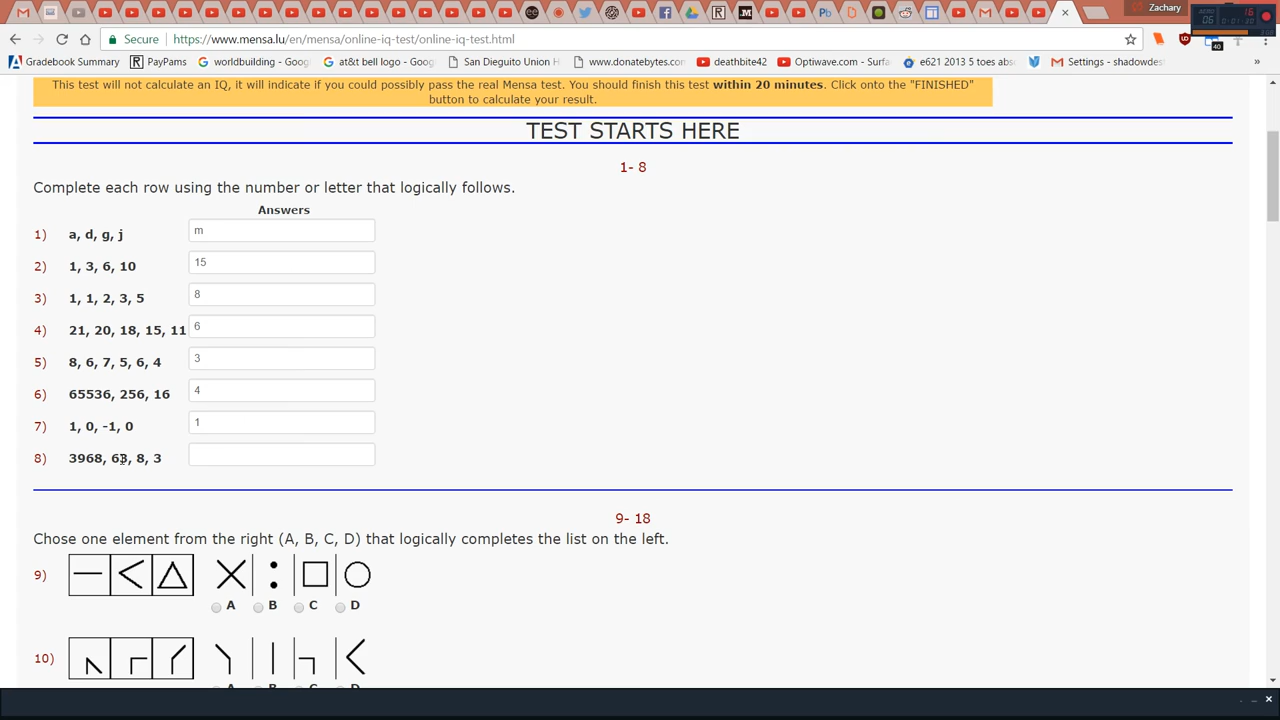 Zachary
Secure
https://www.mensa.lu/en/mensa/online-iq-test/online-iq-test.html
40
Gradebook Summary
PayPams
worldbuilding - Goog
at&t bell logo - Googl
San Dieguito Union H
www.donatebytes.com
deathbite42
Optiwave.com - Surfa
e621 2013 5 toes abs
Settings - shadowdes
»
This test will not calculate an IQ, it will indicate if you could possibly pass the real Mensa test. You should finish this test within 20 minutes. Click onto the "FINISHED"
button to calculate your result.
TEST STARTS HERE
1- 8
Complete each row using the number or letter that logically follows.
Answers
1) a, d, g, j m
2) 1, 3, 6, 10 15
3) 1, 1, 2, 3, 5 8
4) 21, 20, 18, 15, 11 6
5) 8, 6, 7, 5, 6, 4 3
6) 65536, 256, 16 4
7) 1, 0, -1, 0 1
8) 3968, 63, 8, 3
9- 18
Chose one element from the right (A, B, C, D) that logically completes the list on the left.
9)
A B C D
10)